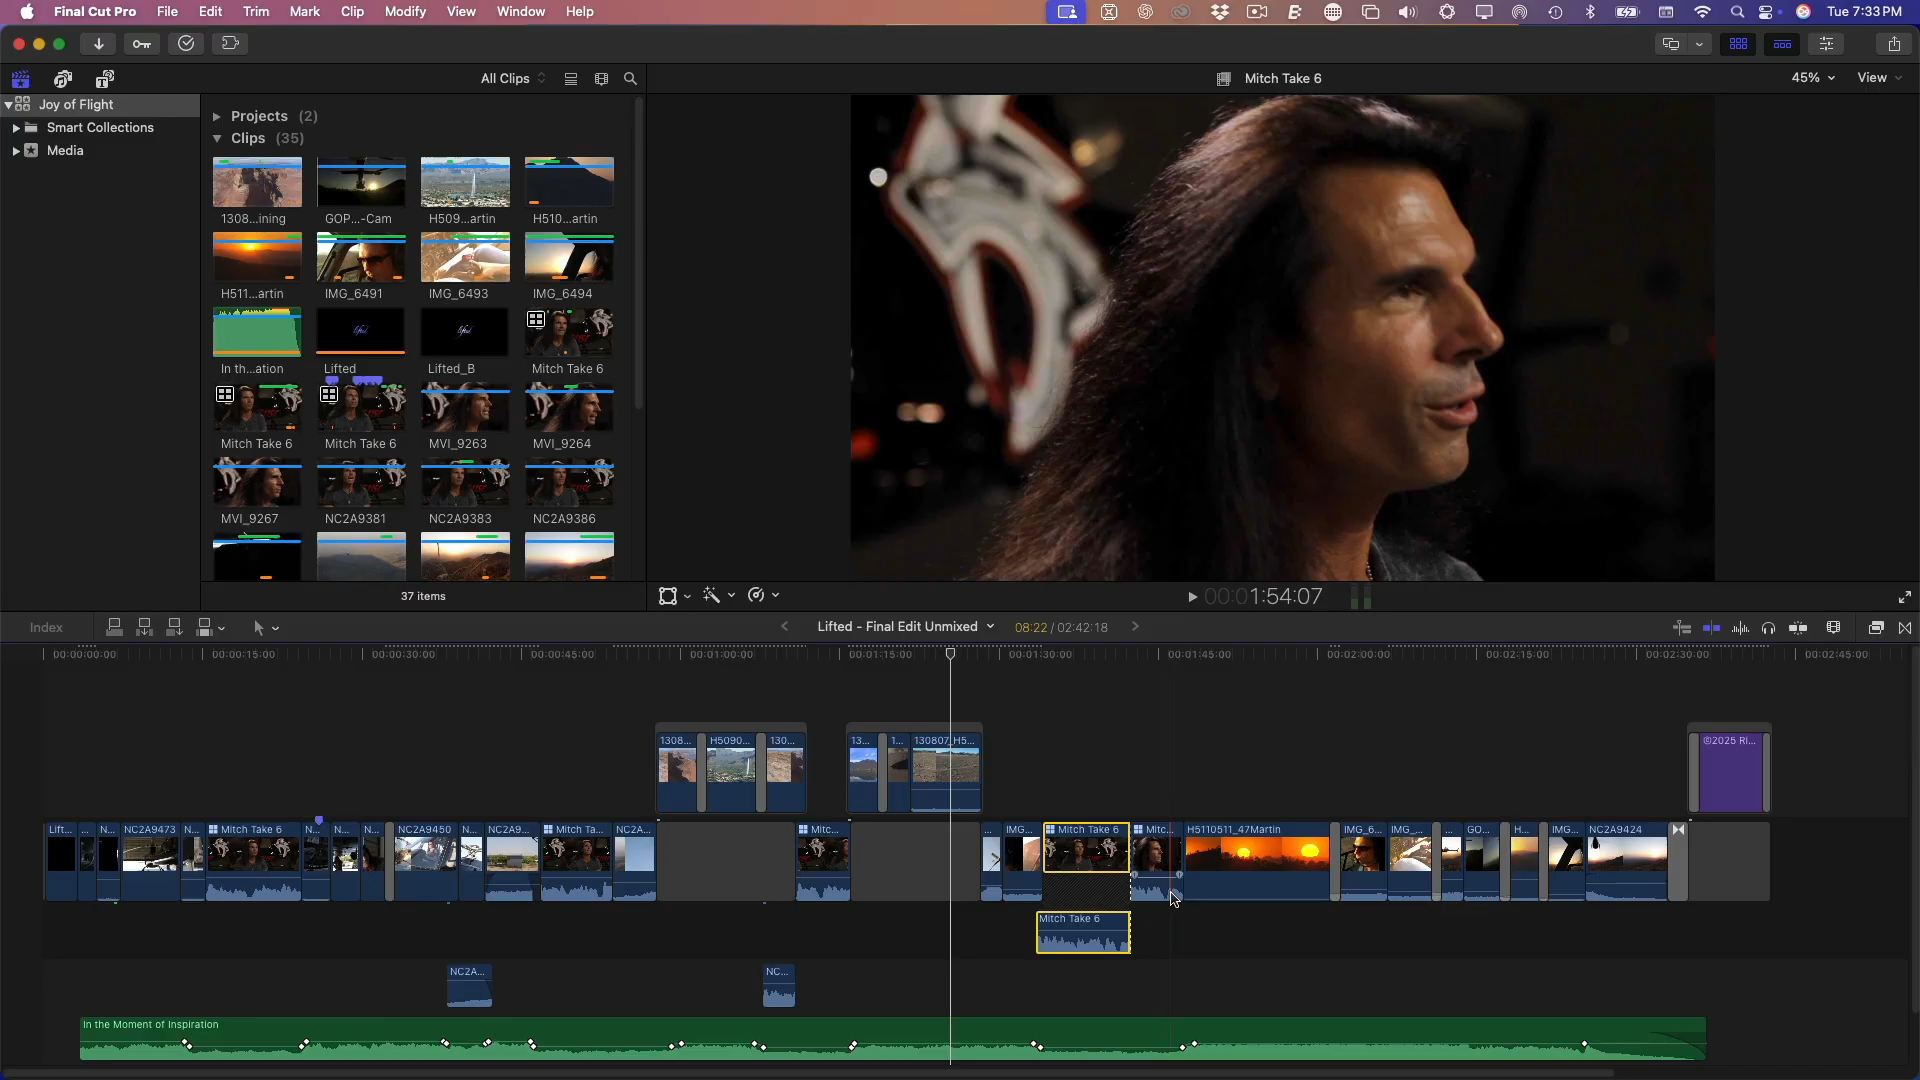 Final Cut Pro File Edit Trim Mark Clip Modify View Window Help Tue 7:33 PM
All Clips
Mitch Take 6
45% View
Joy of Flight
Smart Collections
Media
Projects (2)
Clips (35)
1308...ining GOP...-Cam H509...artin H510...artin
H511...artin IMG_6491 IMG_6493 IMG_6494
In th...ation Lifted Lifted_B Mitch Take 6
Mitch Take 6 Mitch Take 6 MVI_9263 MVI_9264
MVI_9267 NC2A9381 NC2A9383 NC2A9386
37 items
00:01:54:07
Index
Lifted - Final Edit Unmixed
08:22 / 02:42:18
00:00:00:00 00:00:15:00 00:00:30:00 00:00:45:00 00:01:00:00 00:01:15:00 00:01:30:00 00:01:45:00 00:02:00:00 00:02:15:00 00:02:30:00 00:02:45:00
1308... H5090... 130... 13... 1... 130807_H5... ©2025 Ri...
Lift... ... N... NC2A9473 N... Mitch Take 6 N... N... N... NC2A9450 N... NC2A9... Mitch Ta... NC2A... Mitc... ... IMG... Mitch Take 6 Mitc... H5110511_47Martin IMG_6... IMG_... ... GO... H... IMG... NC2A9424
Mitch Take 6
NC2A... NC...
In the Moment of Inspiration